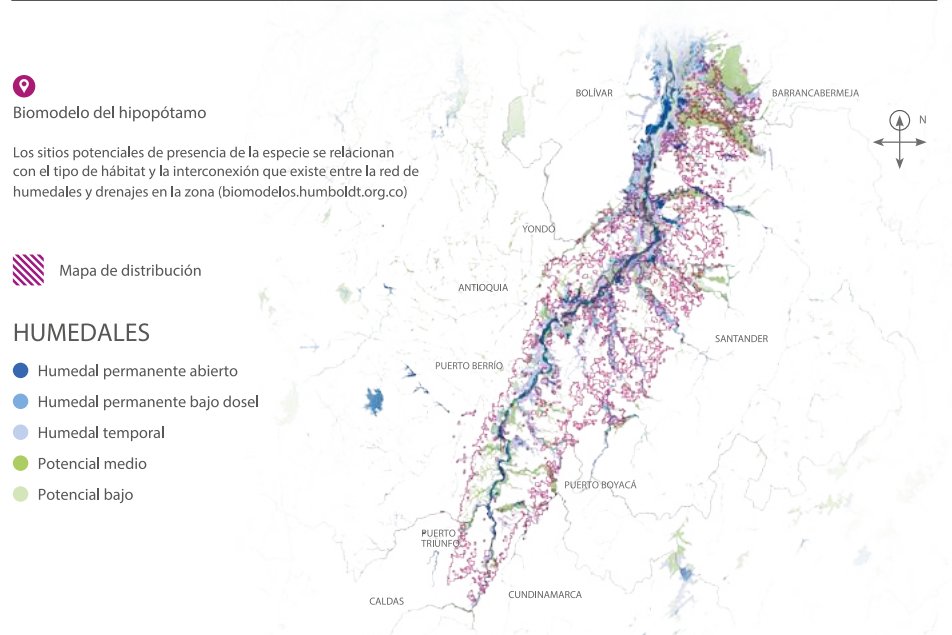 Biomodelo del hipopótamo
Los sitios potenciales de presencia de la especie se relacionan
con el tipo de hábitat y la interconexión que existe entre la red de
humedales y drenajes en la zona (biomodelos.humboldt.org.co)
Mapa de distribución
HUMEDALES
Humedal permanente abierto
Humedal permanente bajo dosel
Humedal temporal
Potencial medio
Potencial bajo
BOLÍVAR
BARRANCABERMEJA
N
YONDÓ
ANTIOQUIA
SANTANDER
PUERTO BERRÍO
PUERTO BOYACÁ
PUERTO
TRIUNFO
CALDAS
CUNDINAMARCA